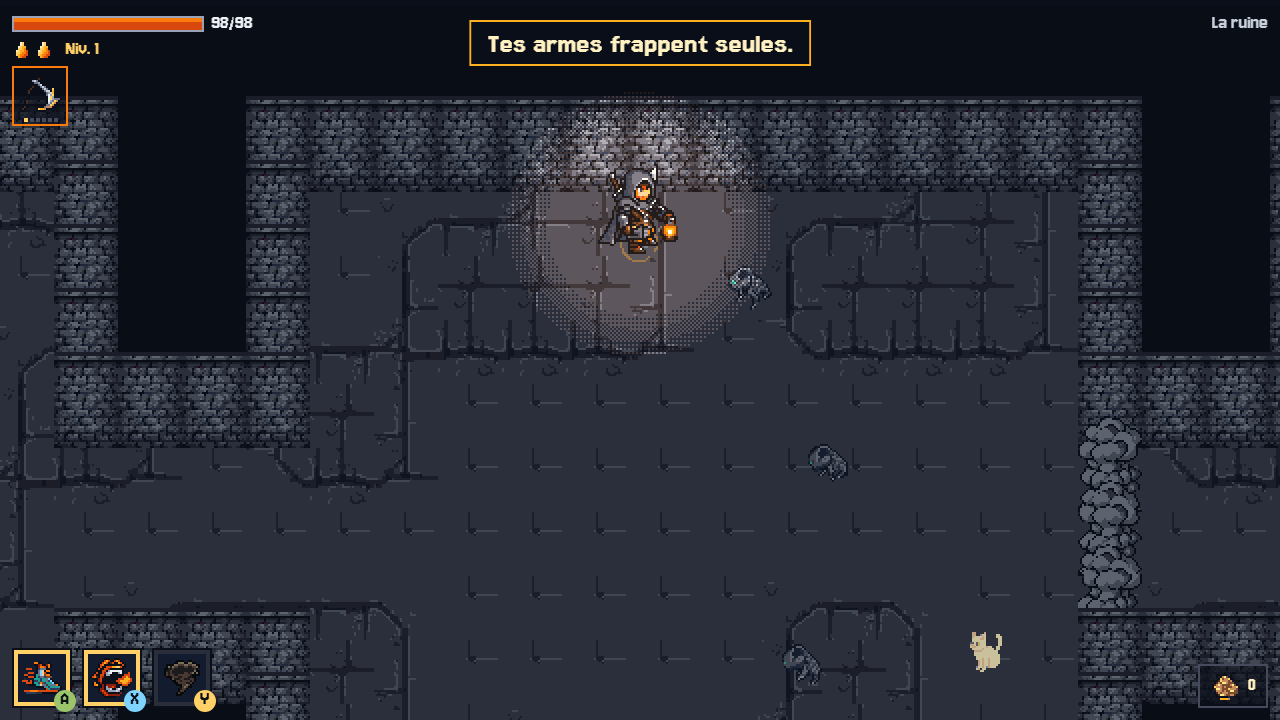 98/98
Tes armes frappent seules.
La ruine
Niv. 1
A
X
Y
0